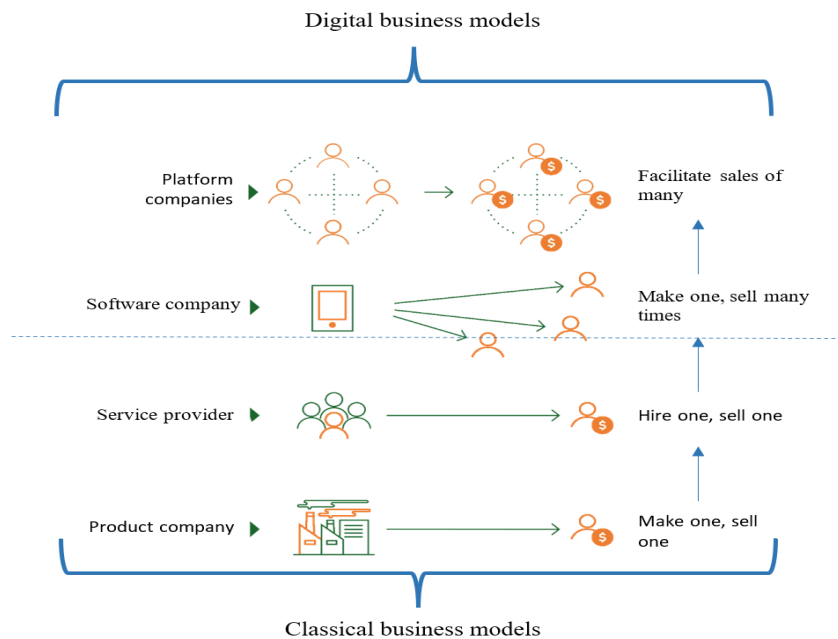 Digital business models
Platform
companies
Facilitate sales of
many
$
$
$
$
Software company
Make one, sell many
times
Service provider
Hire one, sell one
$
Product company
Make one, sell
one
$
Classical business models